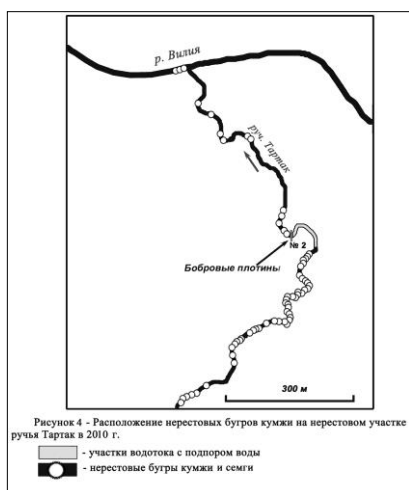 р. Вилия
руч. Тартак
№ 2
Бобровые плотины
300 м
Рисунок 4 - Расположение нерестовых бугров кумжи на нерестовом участке
ручья Тартак в 2010 г.
- участки водотока с подпором воды
- нерестовые бугры кумжи и семги